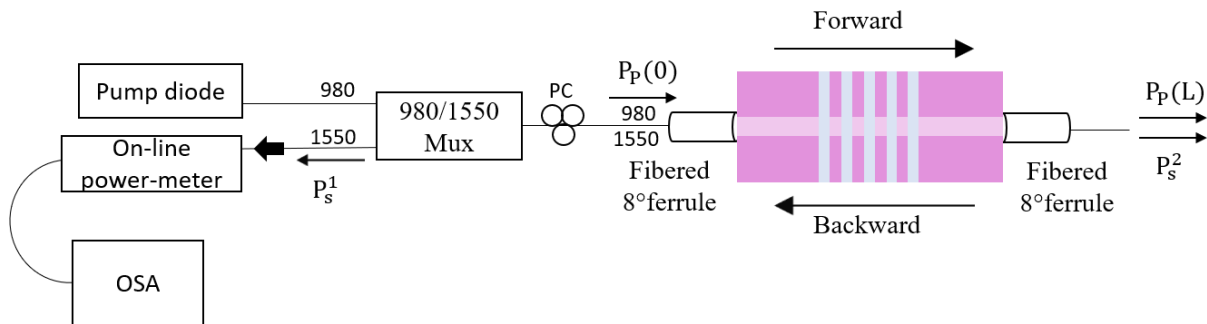 Forward
Pump diode
980
980/1550
Mux
PC
P_P(0)
980
1550
P_P(L)
P_s^2
On-line
power-meter
1550
P_s^1
Fibered
8°ferrule
Fibered
8°ferrule
Backward
OSA